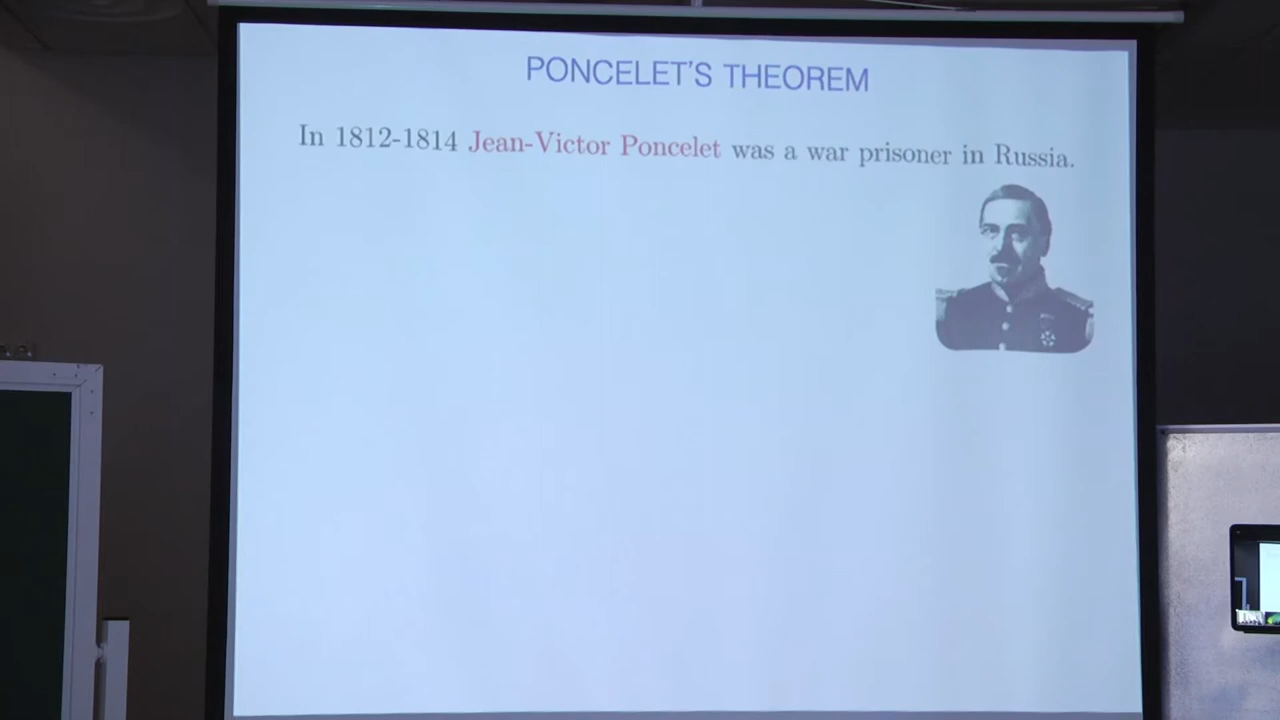 PONCELET'S THEOREM
In 1812-1814 Jean-Victor Poncelet was a war prisoner in Russia.